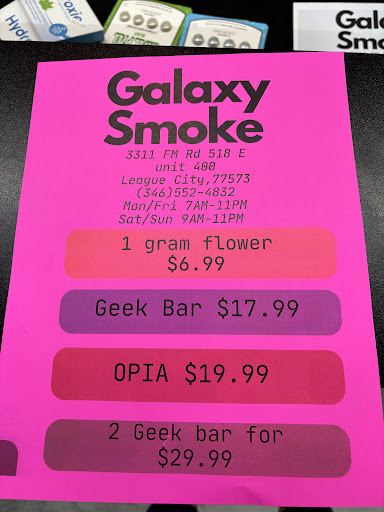 Galaxy
Smoke
3311 FM Rd 518 E
unit 400
League City,77573
(346)552-4832
Mon/Fri 7AM-11PM
Sat/Sun 9AM-11PM
1 gram flower
$6.99
Geek Bar $17.99
OPIA $19.99
2 Geek bar for
$29.99